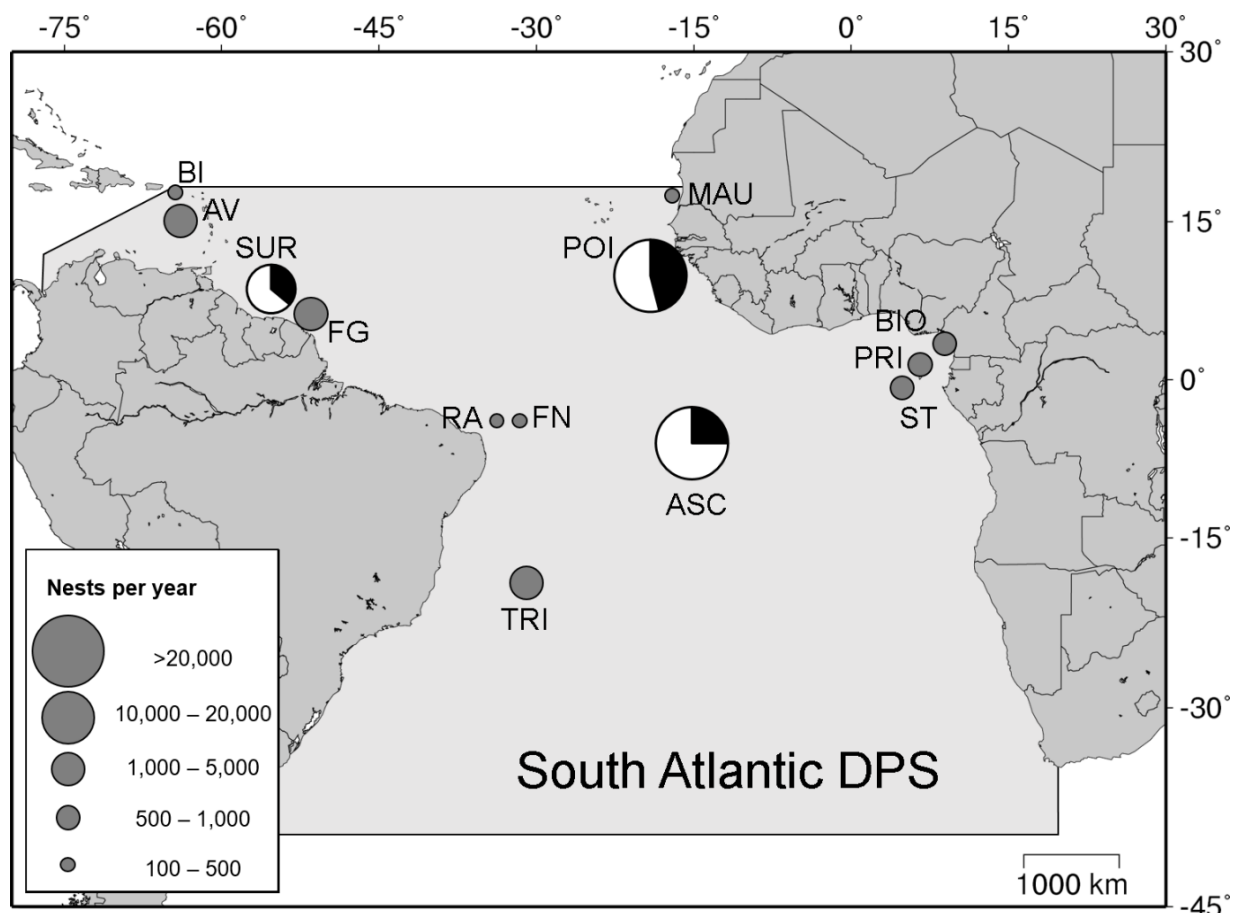 -75° -60° -45° -30° -15° 0° 15° 30°
30°
BI
MAU
AV
15°
SUR
POI
FG
BIO
PRI
0°
ST
RA FN
ASC
-15°
TRI
Nests per year
>20,000
10,000 – 20,000
1,000 – 5,000
500 – 1,000
100 – 500
-30°
South Atlantic DPS
1000 km
-45°